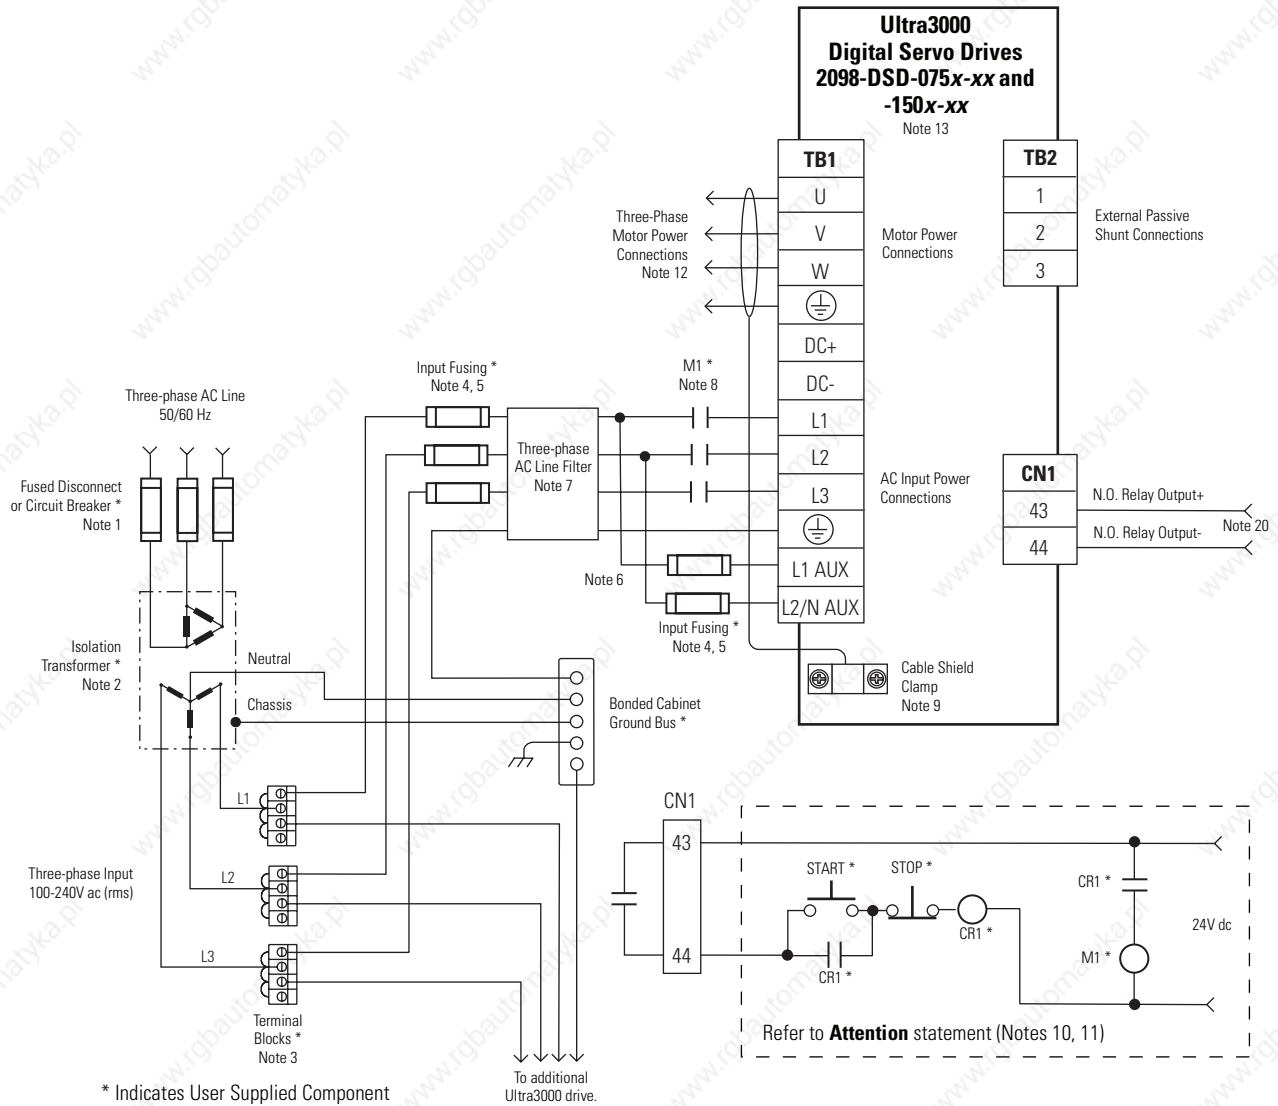 Ultra3000
Digital Servo Drives
2098-DSD-075x-xx and
-150x-xx
Note 13
TB1
U
V
W
DC+
DC-
L1
L2
L3
L1 AUX
L2/N AUX
TB2
1
2
3
External Passive
Shunt Connections
Three-Phase
Motor Power
Connections
Note 12
Motor Power
Connections
Input Fusing *
Note 4, 5
M1 *
Note 8
Three-phase AC Line
50/60 Hz
Three-phase
AC Line Filter
Note 7
AC Input Power
Connections
CN1
43
44
N.O. Relay Output+
N.O. Relay Output-
Note 20
Fused Disconnect
or Circuit Breaker *
Note 1
Note 6
Input Fusing *
Note 4, 5
Isolation
Transformer *
Note 2
Neutral
Chassis
Bonded Cabinet
Ground Bus *
Cable Shield
Clamp
Note 9
L1
L2
L3
Three-phase Input
100-240V ac (rms)
Terminal
Blocks *
Note 3
To additional
Ultra3000 drive.
CN1
43
44
START *
STOP *
CR1 *
CR1 *
CR1 *
M1 *
24V dc
Refer to Attention statement (Notes 10, 11)
* Indicates User Supplied Component
www.rgbautomatyka.pl